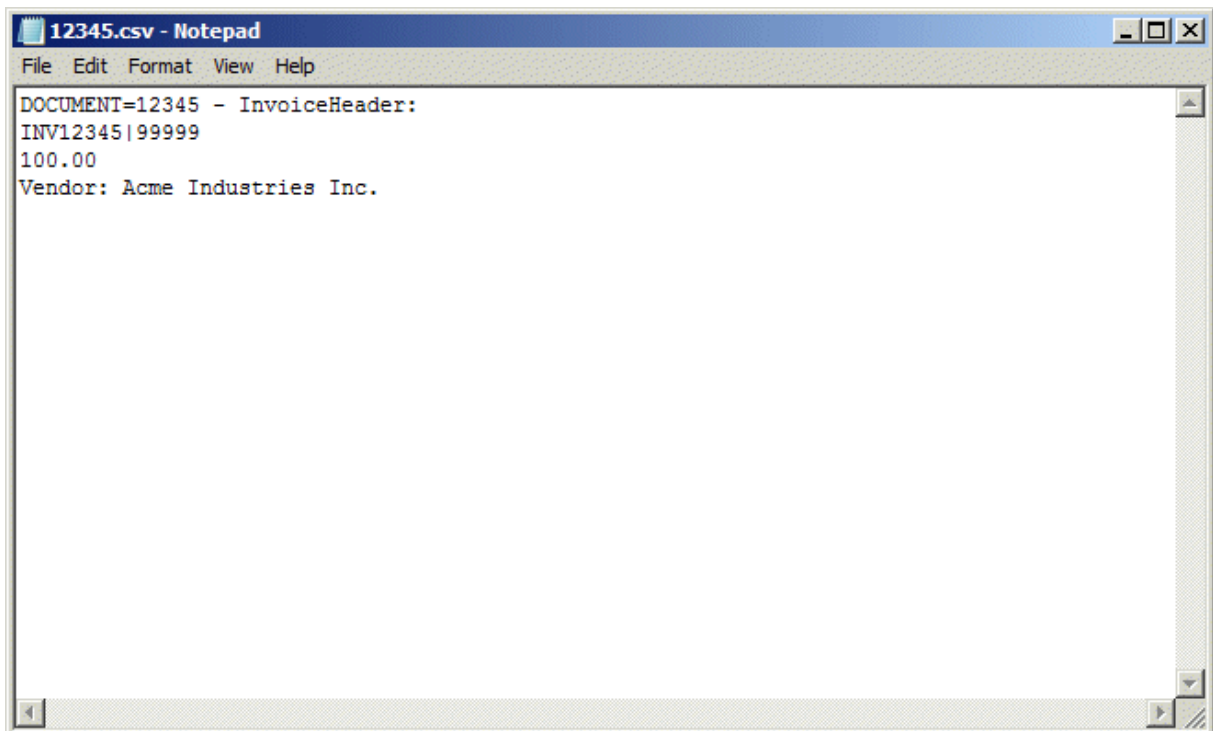 12345.csv - Notepad
File Edit Format View Help
DOCUMENT=12345 - InvoiceHeader:
INV12345|99999
100.00
Vendor: Acme Industries Inc.